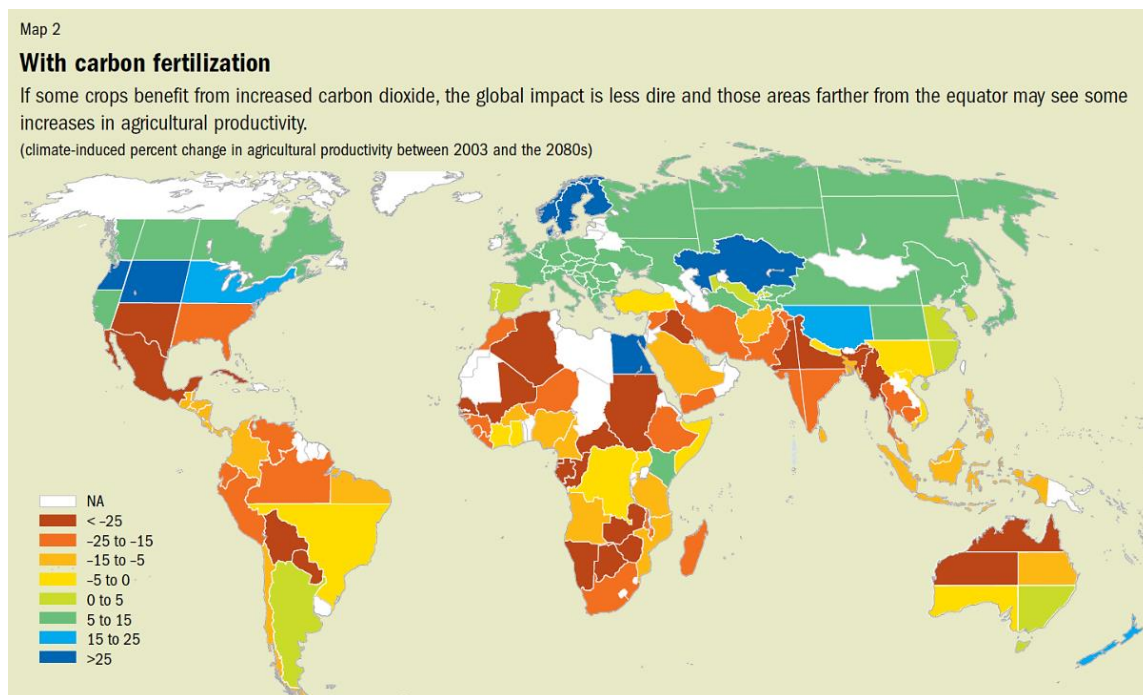 Map 2
With carbon fertilization
If some crops benefit from increased carbon dioxide, the global impact is less dire and those areas farther from the equator may see some
increases in agricultural productivity.
(climate-induced percent change in agricultural productivity between 2003 and the 2080s)
NA
< –25
–25 to –15
–15 to –5
–5 to 0
0 to 5
5 to 15
15 to 25
>25